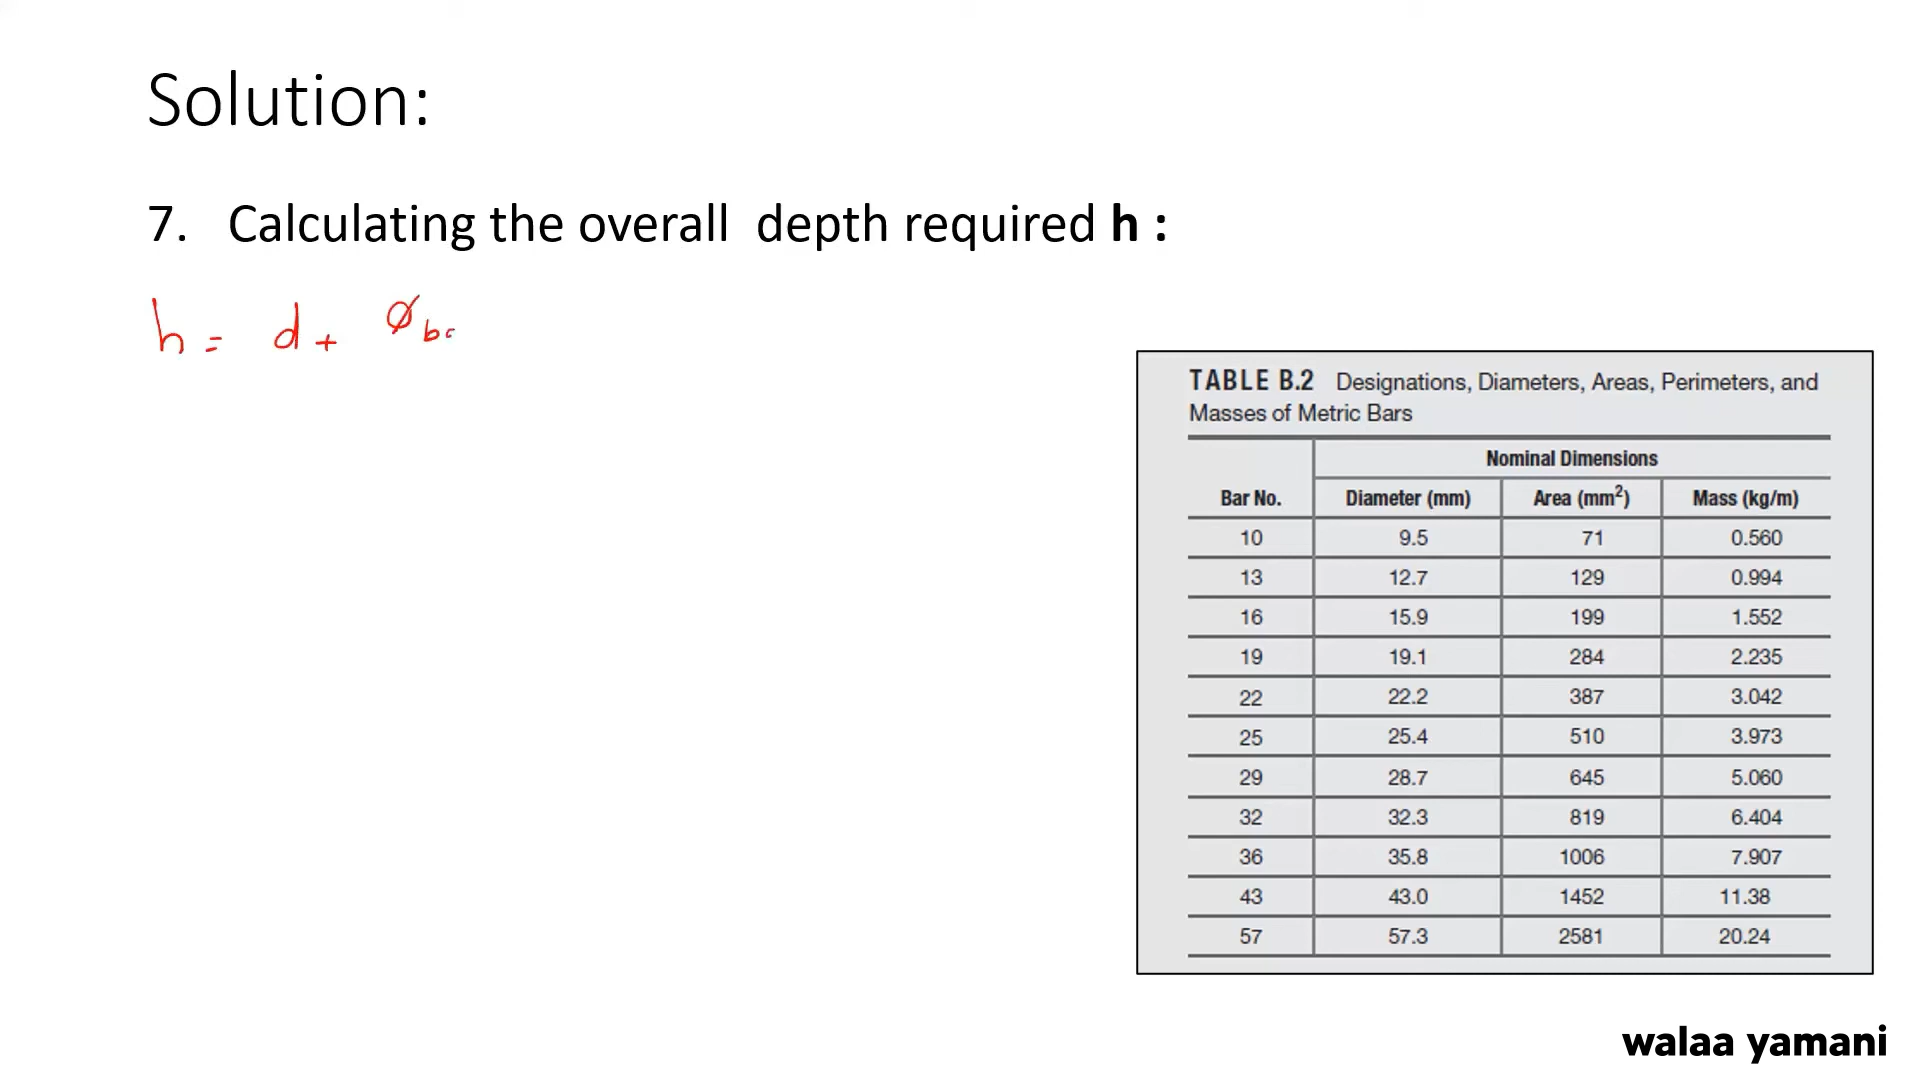 Solution:
7. Calculating the overall depth required h :
h = d + Ø bc
TABLE B.2 Designations, Diameters, Areas, Perimeters, and
Masses of Metric Bars
Nominal Dimensions
Bar No. Diameter (mm) Area (mm²) Mass (kg/m)
10 9.5 71 0.560
13 12.7 129 0.994
16 15.9 199 1.552
19 19.1 284 2.235
22 22.2 387 3.042
25 25.4 510 3.973
29 28.7 645 5.060
32 32.3 819 6.404
36 35.8 1006 7.907
43 43.0 1452 11.38
57 57.3 2581 20.24
walaa yamani